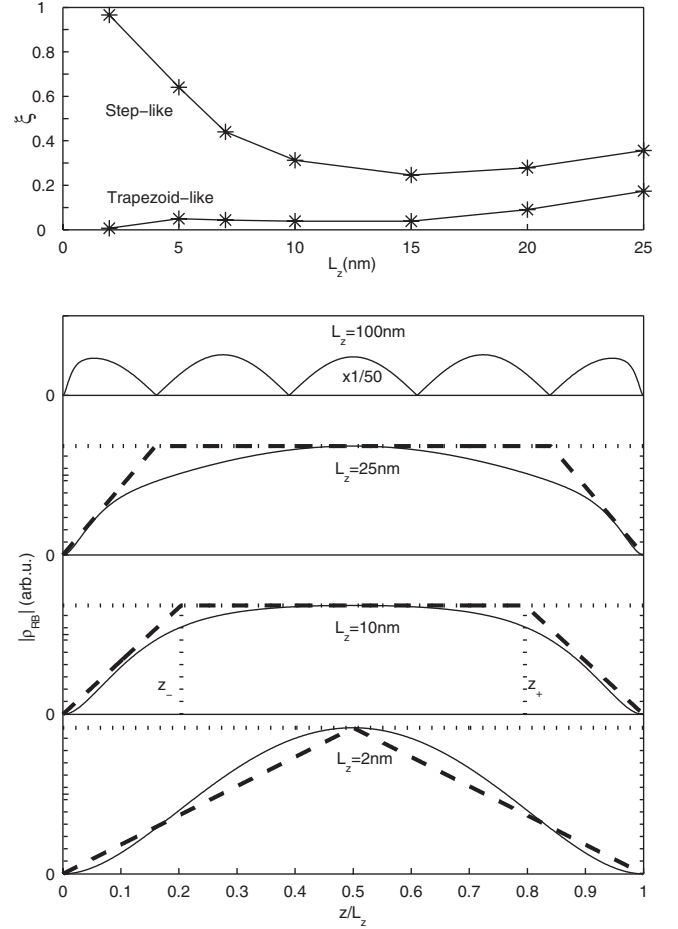 1
0.8
0.6
0.4
0.2
0
ξ
Step−like
Trapezoid−like
0 5 10 15 20 25
L_z(nm)
L_z=100nm
x1/50
0
L_z=25nm
0
|ρ_RB| (arb.u.)
L_z=10nm
z_− z_+
0
L_z=2nm
0
0 0.1 0.2 0.3 0.4 0.5 0.6 0.7 0.8 0.9 1
z/L_z